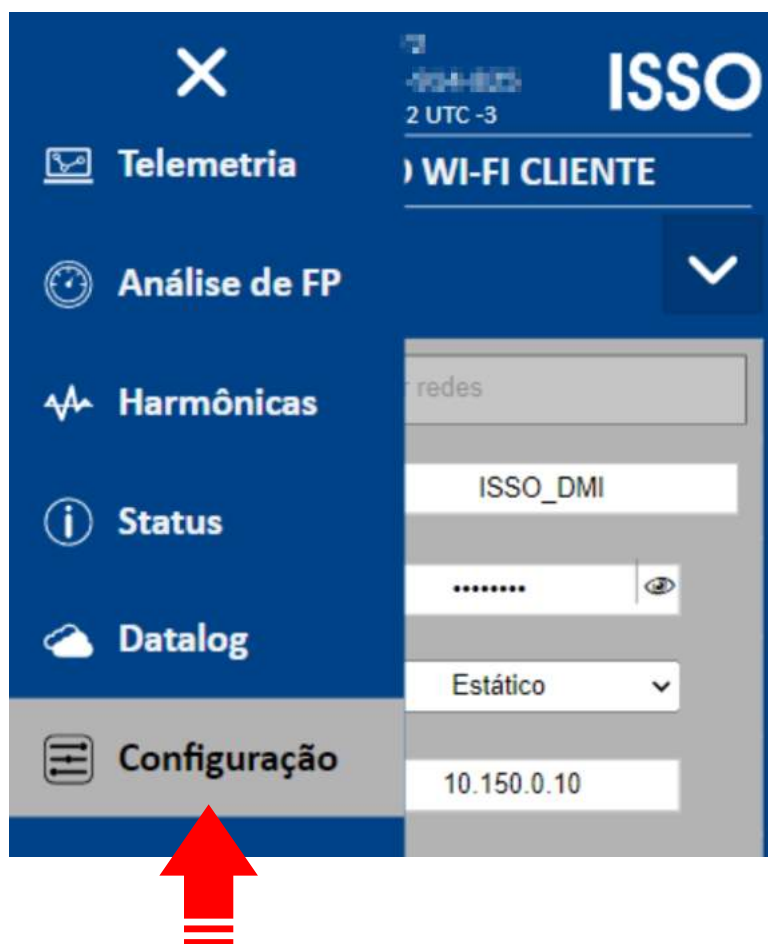 ISSO
2 UTC -3
Telemetria
WI-FI CLIENTE
Análise de FP
Harmônicas
redes
ISSO_DMI
Status
••••••••
Datalog
Estático
Configuração
10.150.0.10